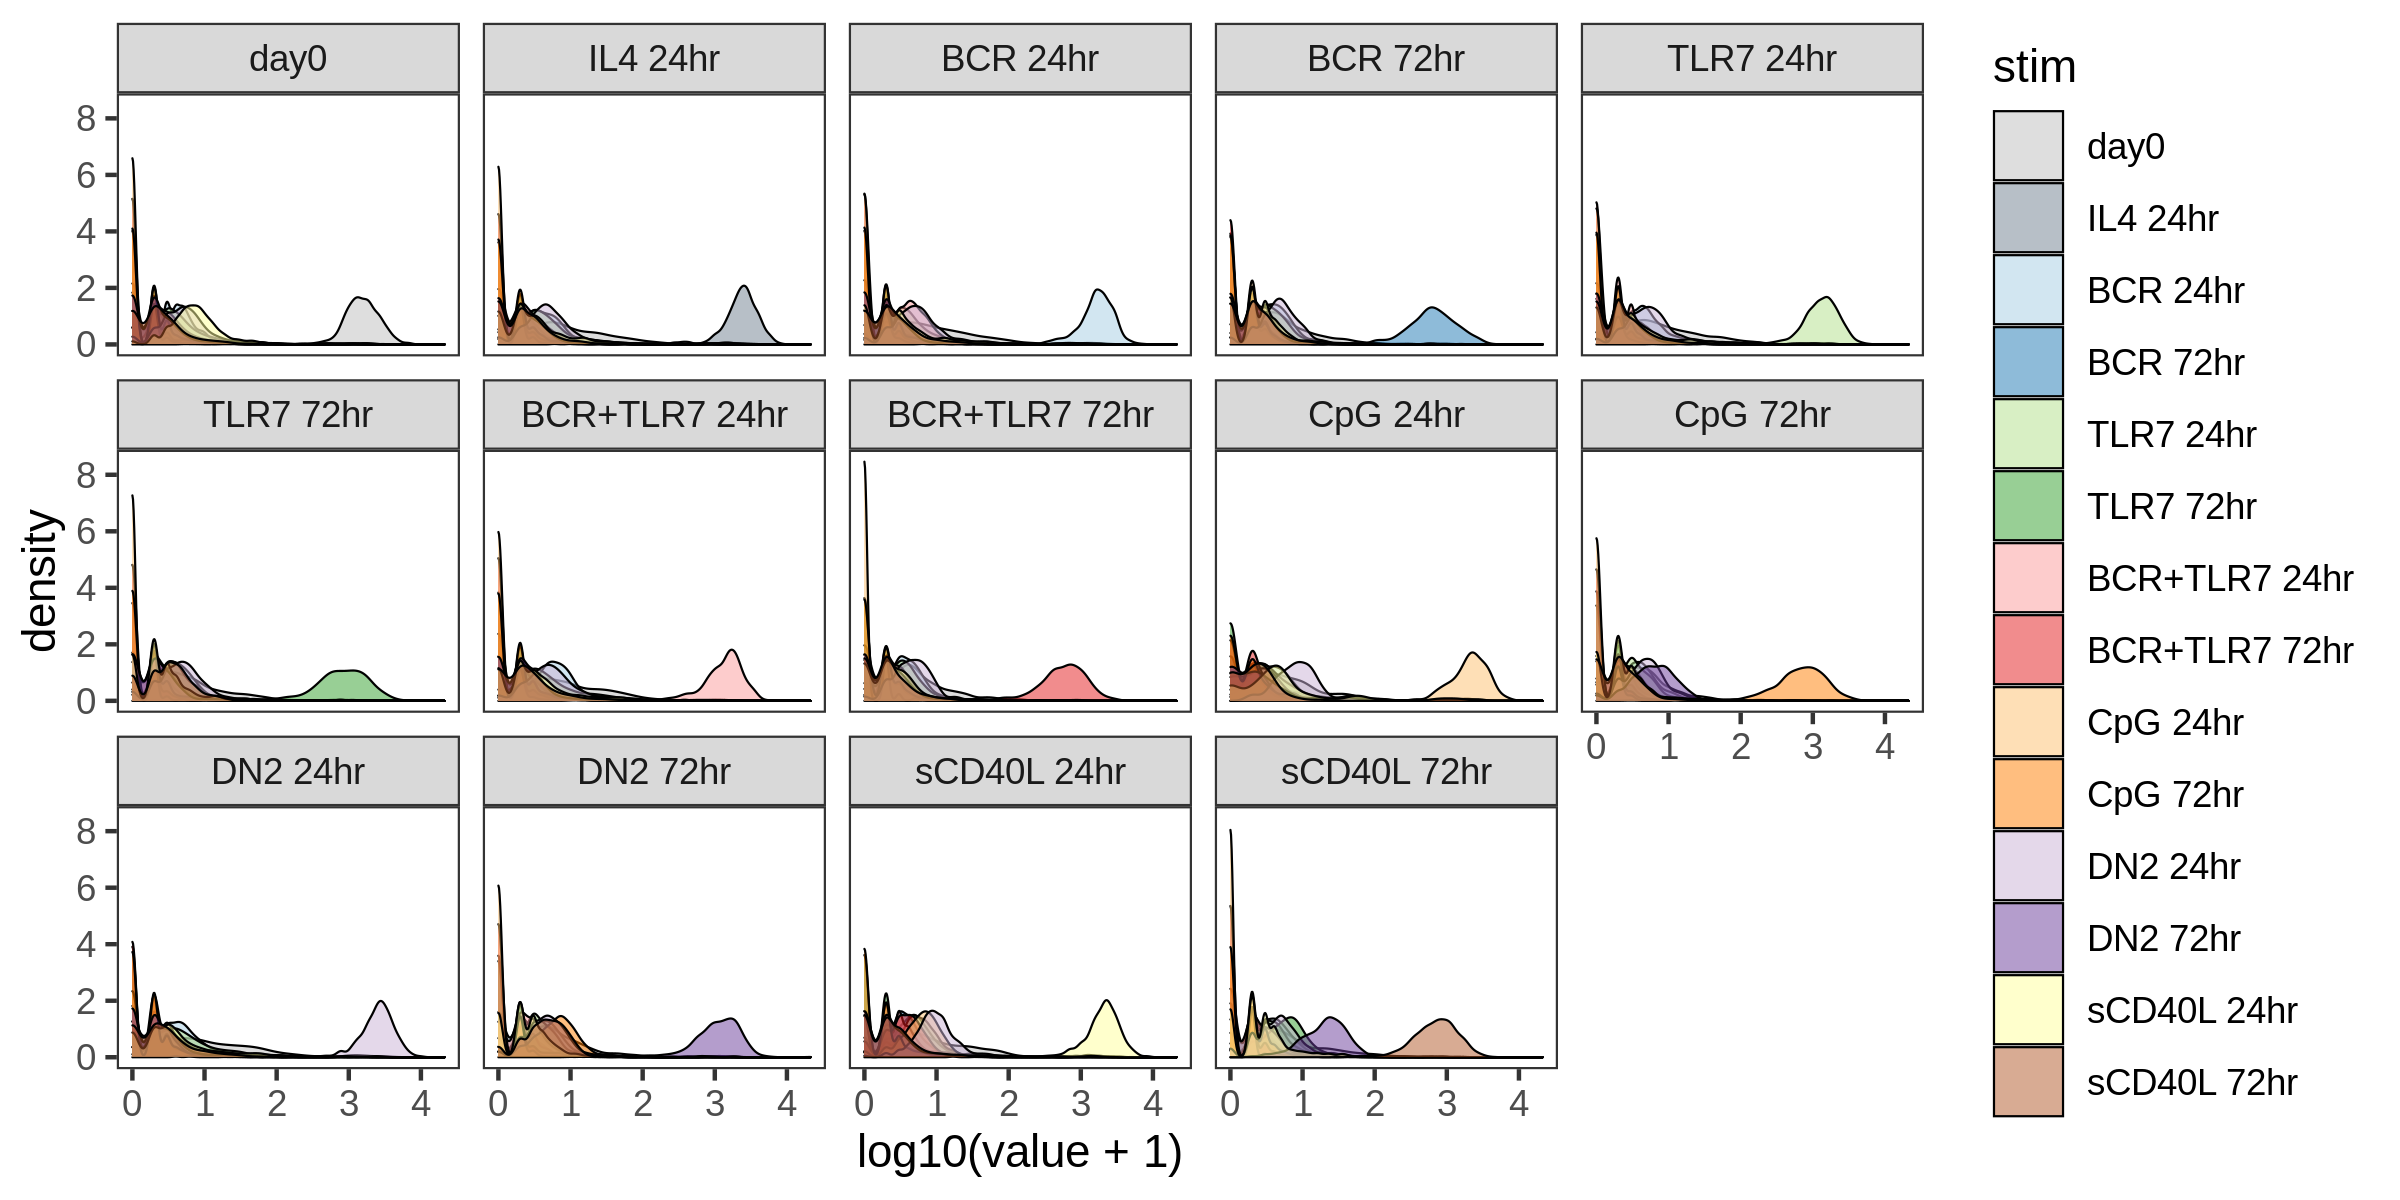 day0
IL4 24hr
BCR 24hr
BCR 72hr
TLR7 24hr
8
6
4
2
0
TLR7 72hr
BCR+TLR7 24hr
BCR+TLR7 72hr
CpG 24hr
CpG 72hr
8
6
4
2
0
0 1 2 3 4
DN2 24hr
DN2 72hr
sCD40L 24hr
sCD40L 72hr
8
6
4
2
0
0 1 2 3 4
0 1 2 3 4
0 1 2 3 4
0 1 2 3 4
density
log10(value + 1)
stim
day0
IL4 24hr
BCR 24hr
BCR 72hr
TLR7 24hr
TLR7 72hr
BCR+TLR7 24hr
BCR+TLR7 72hr
CpG 24hr
CpG 72hr
DN2 24hr
DN2 72hr
sCD40L 24hr
sCD40L 72hr